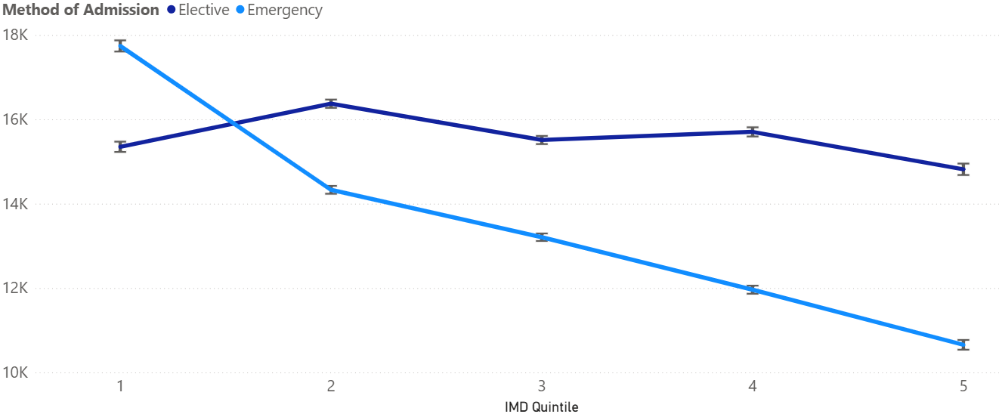 Method of Admission Elective Emergency
18K
16K
14K
12K
10K
1 2 3 4 5
IMD Quintile